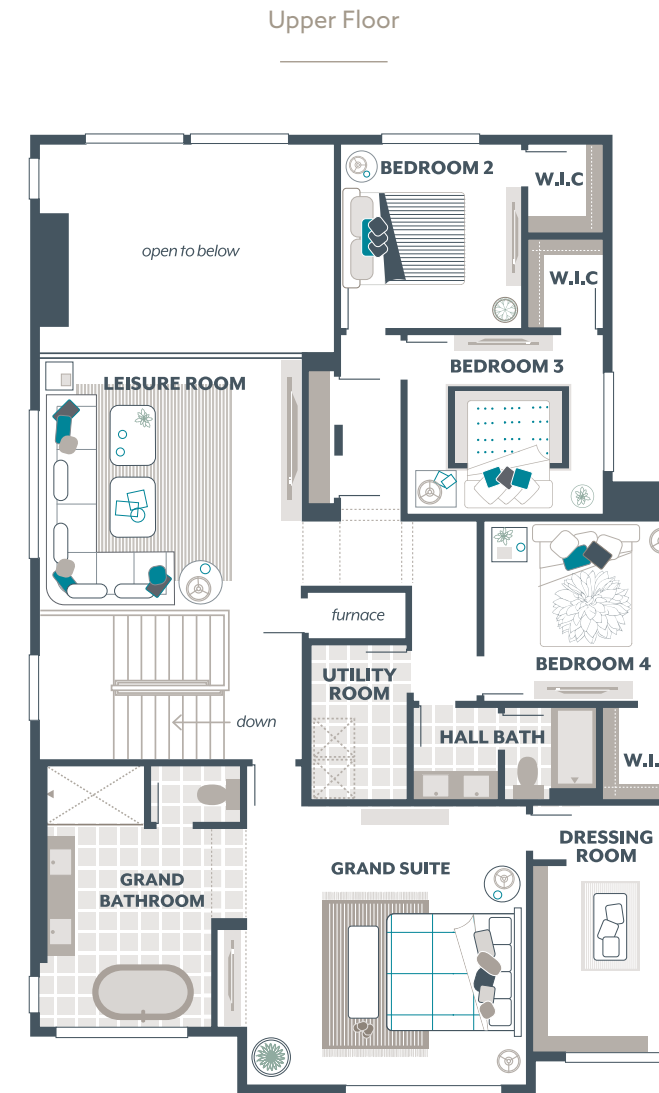 Upper Floor
BEDROOM 2
W.I.C
open to below
W.I.C
BEDROOM 3
LEISURE ROOM
furnace
UTILITY
ROOM
BEDROOM 4
down
HALL BATH
W.I.
DRESSING
ROOM
GRAND SUITE
GRAND
BATHROOM